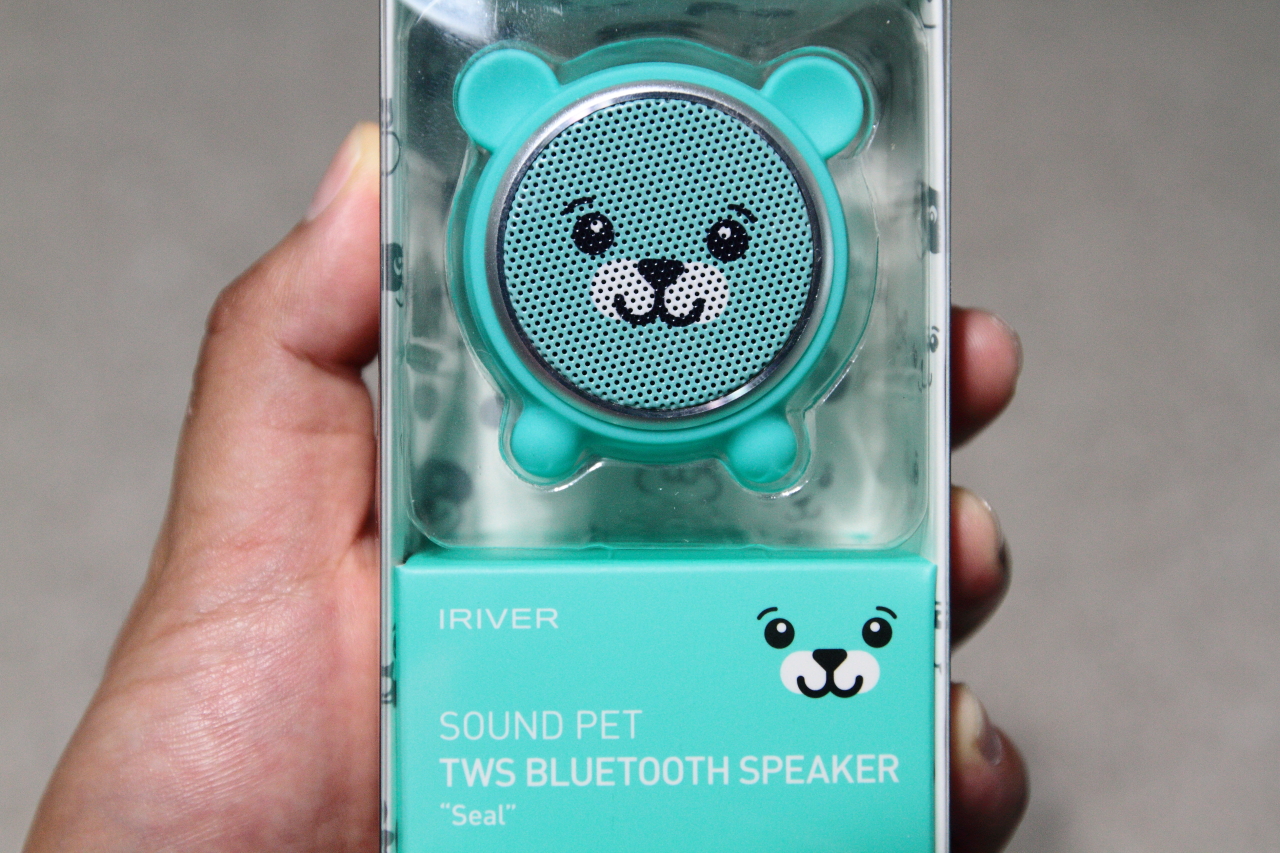 IRIVER
SOUND PET
TWS BLUETOOTH SPEAKER
“Seal”